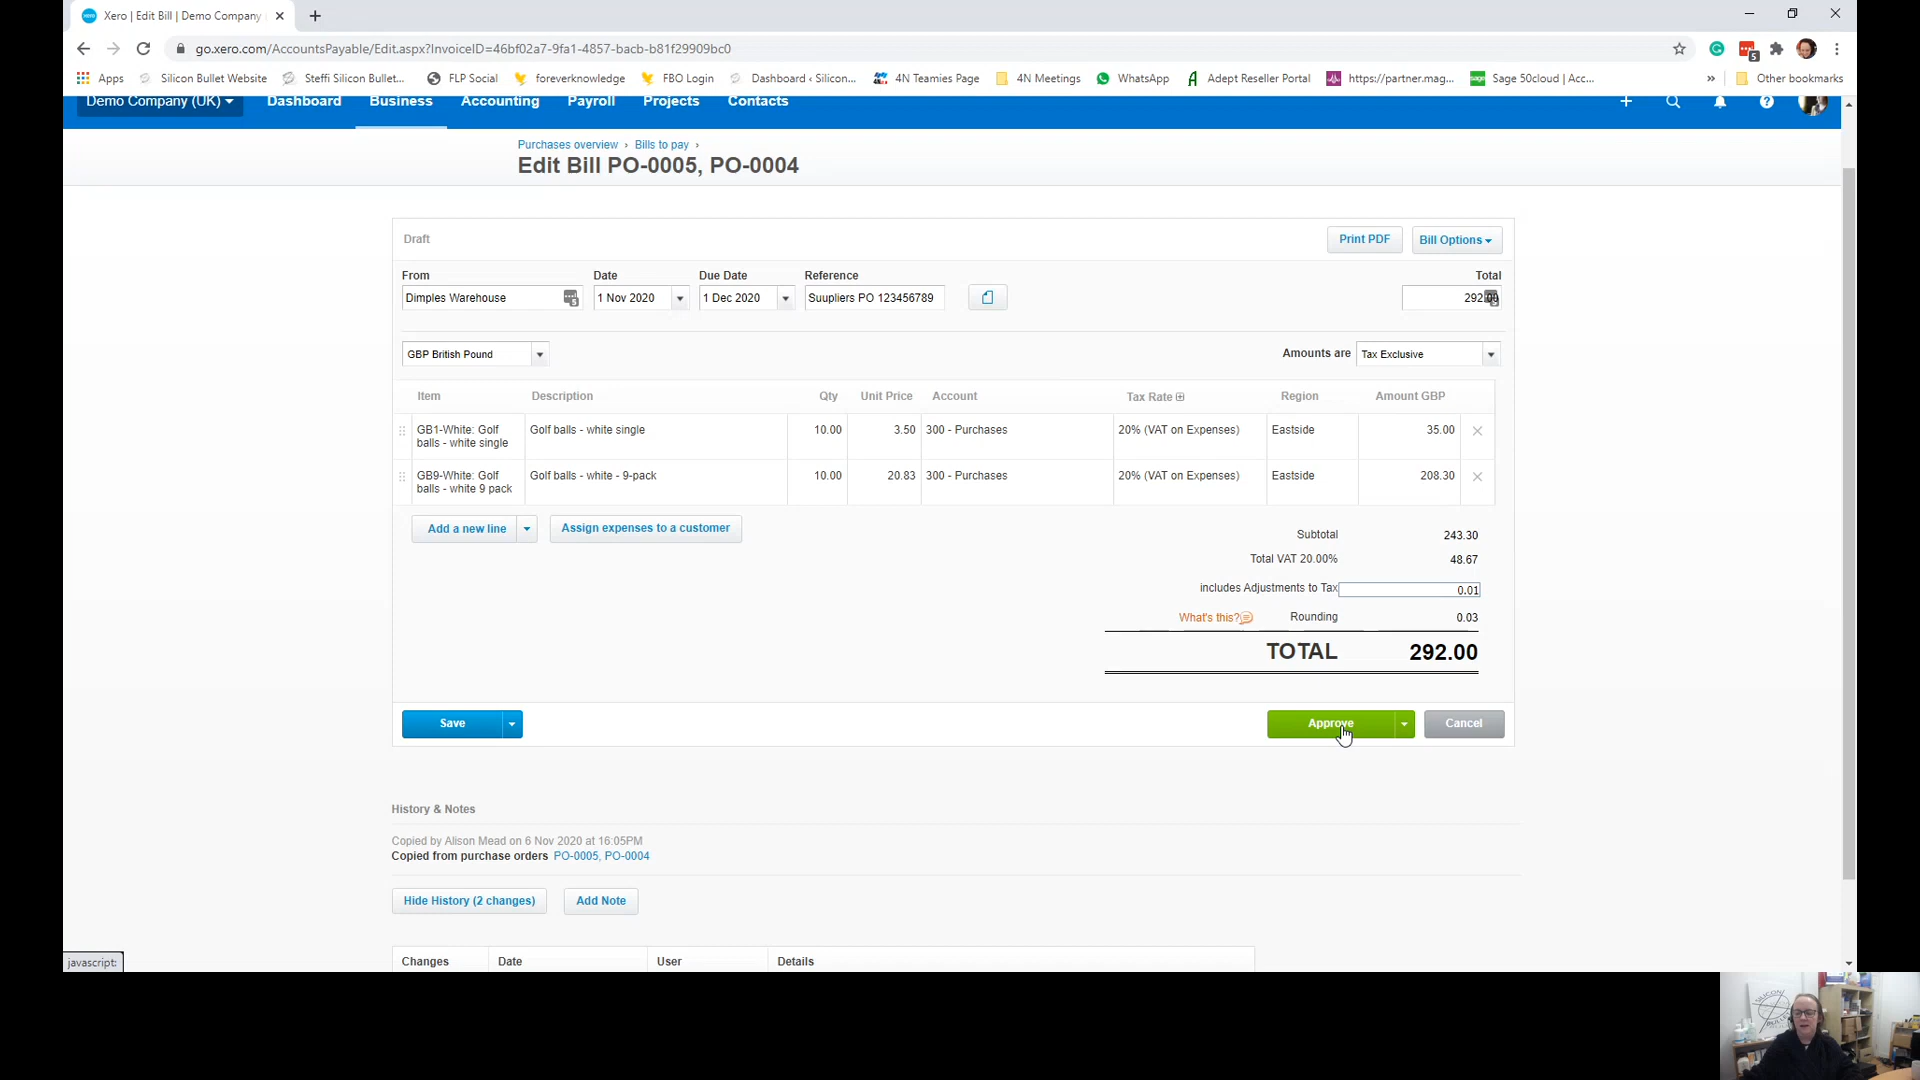 Xero | Edit Bill | Demo Company
go.xero.com/AccountsPayable/Edit.aspx?InvoiceID=46bf02a7-9fa1-4857-bacb-b81f29909bc0
Apps Silicon Bullet Website Steffi Silicon Bullet... FLP Social foreverknowledge FBO Login Dashboard ‹ Silicon... 4N Teamies Page 4N Meetings WhatsApp Adept Reseller Portal https://partner.mag... Sage 50cloud | Acc... » Other bookmarks
Demo Company (UK) Dashboard Business Accounting Payroll Projects Contacts
Purchases overview › Bills to pay ›
Edit Bill PO-0005, PO-0004
Draft Print PDF Bill Options
From Date Due Date Reference Total
Dimples Warehouse 1 Nov 2020 1 Dec 2020 Suupliers PO 123456789 292.00
GBP British Pound Amounts are Tax Exclusive
Item Description Qty Unit Price Account Tax Rate Region Amount GBP
GB1-White: Golf balls - white single Golf balls - white single 10.00 3.50 300 - Purchases 20% (VAT on Expenses) Eastside 35.00
GB9-White: Golf balls - white 9 pack Golf balls - white - 9-pack 10.00 20.83 300 - Purchases 20% (VAT on Expenses) Eastside 208.30
Add a new line Assign expenses to a customer
Subtotal 243.30
Total VAT 20.00% 48.67
includes Adjustments to Tax 0.01
What's this? Rounding 0.03
TOTAL 292.00
Save Approve Cancel
History & Notes
Copied by Alison Mead on 6 Nov 2020 at 16:05PM
Copied from purchase orders PO-0005, PO-0004
Hide History (2 changes) Add Note
Changes Date User Details
javascript:
SILICON
BULLET